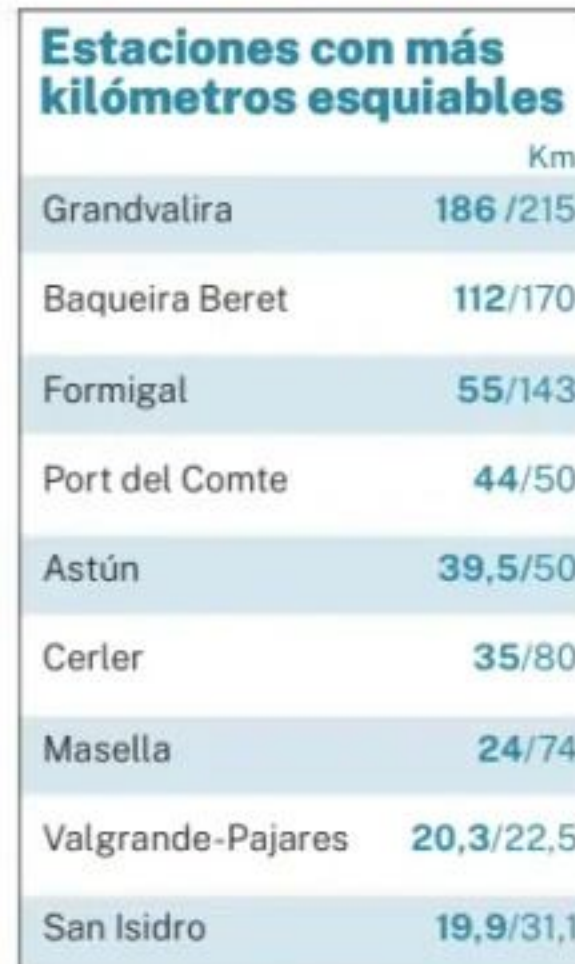 Estaciones con más
kilómetros esquiables
Km
Grandvalira 186 /215
Baqueira Beret 112/170
Formigal 55/143
Port del Comte 44/50
Astún 39,5/50
Cerler 35/80
Masella 24/74
Valgrande-Pajares 20,3/22,5
San Isidro 19,9/31,1